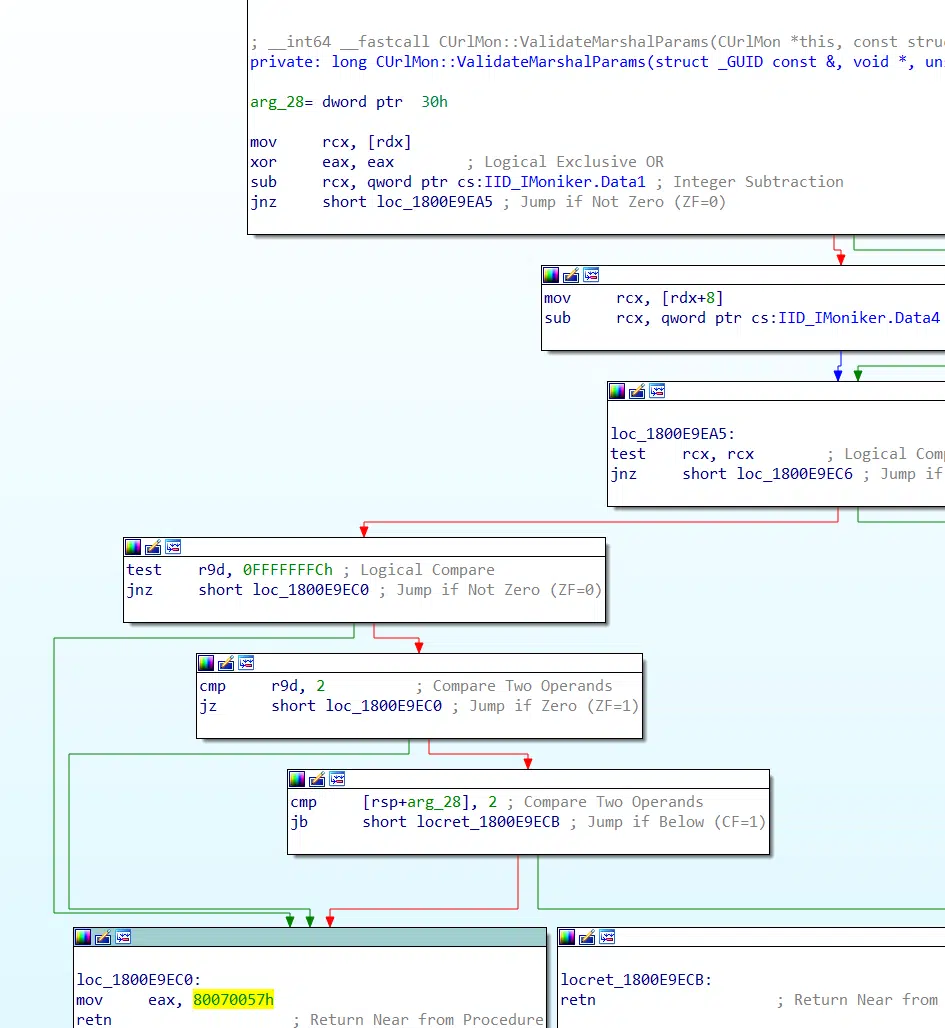 ; __int64 __fastcall CUrlMon::ValidateMarshalParams(CUrlMon *this, const
private: long CUrlMon::ValidateMarshalParams(struct _GUID const &, void *,
arg_28= dword ptr  30h
mov     rcx, [rdx]
xor     eax, eax        ; Logical Exclusive OR
sub     rcx, qword ptr cs:IID_IMoniker.Data1 ; Integer Subtraction
jnz     short loc_1800E9EA5 ; Jump if Not Zero (ZF=0)
mov     rcx, [rdx+8]
sub     rcx, qword ptr cs:IID_IMoniker.Data4
loc_1800E9EA5:
test    rcx, rcx        ; Logical
jnz     short loc_1800E9EC6 ; Jump if
test    r9d, 0FFFFFFFCh ; Logical Compare
jnz     short loc_1800E9EC0 ; Jump if Not Zero (ZF=0)
cmp     r9d, 2          ; Compare Two Operands
jz      short loc_1800E9EC0 ; Jump if Zero (ZF=1)
cmp     [rsp+arg_28], 2 ; Compare Two Operands
jb      short locret_1800E9ECB ; Jump if Below (CF=1)
loc_1800E9EC0:
mov     eax, 80070057h
retn                    ; Return Near from Procedure
locret_1800E9ECB:
retn                    ; Return Near from